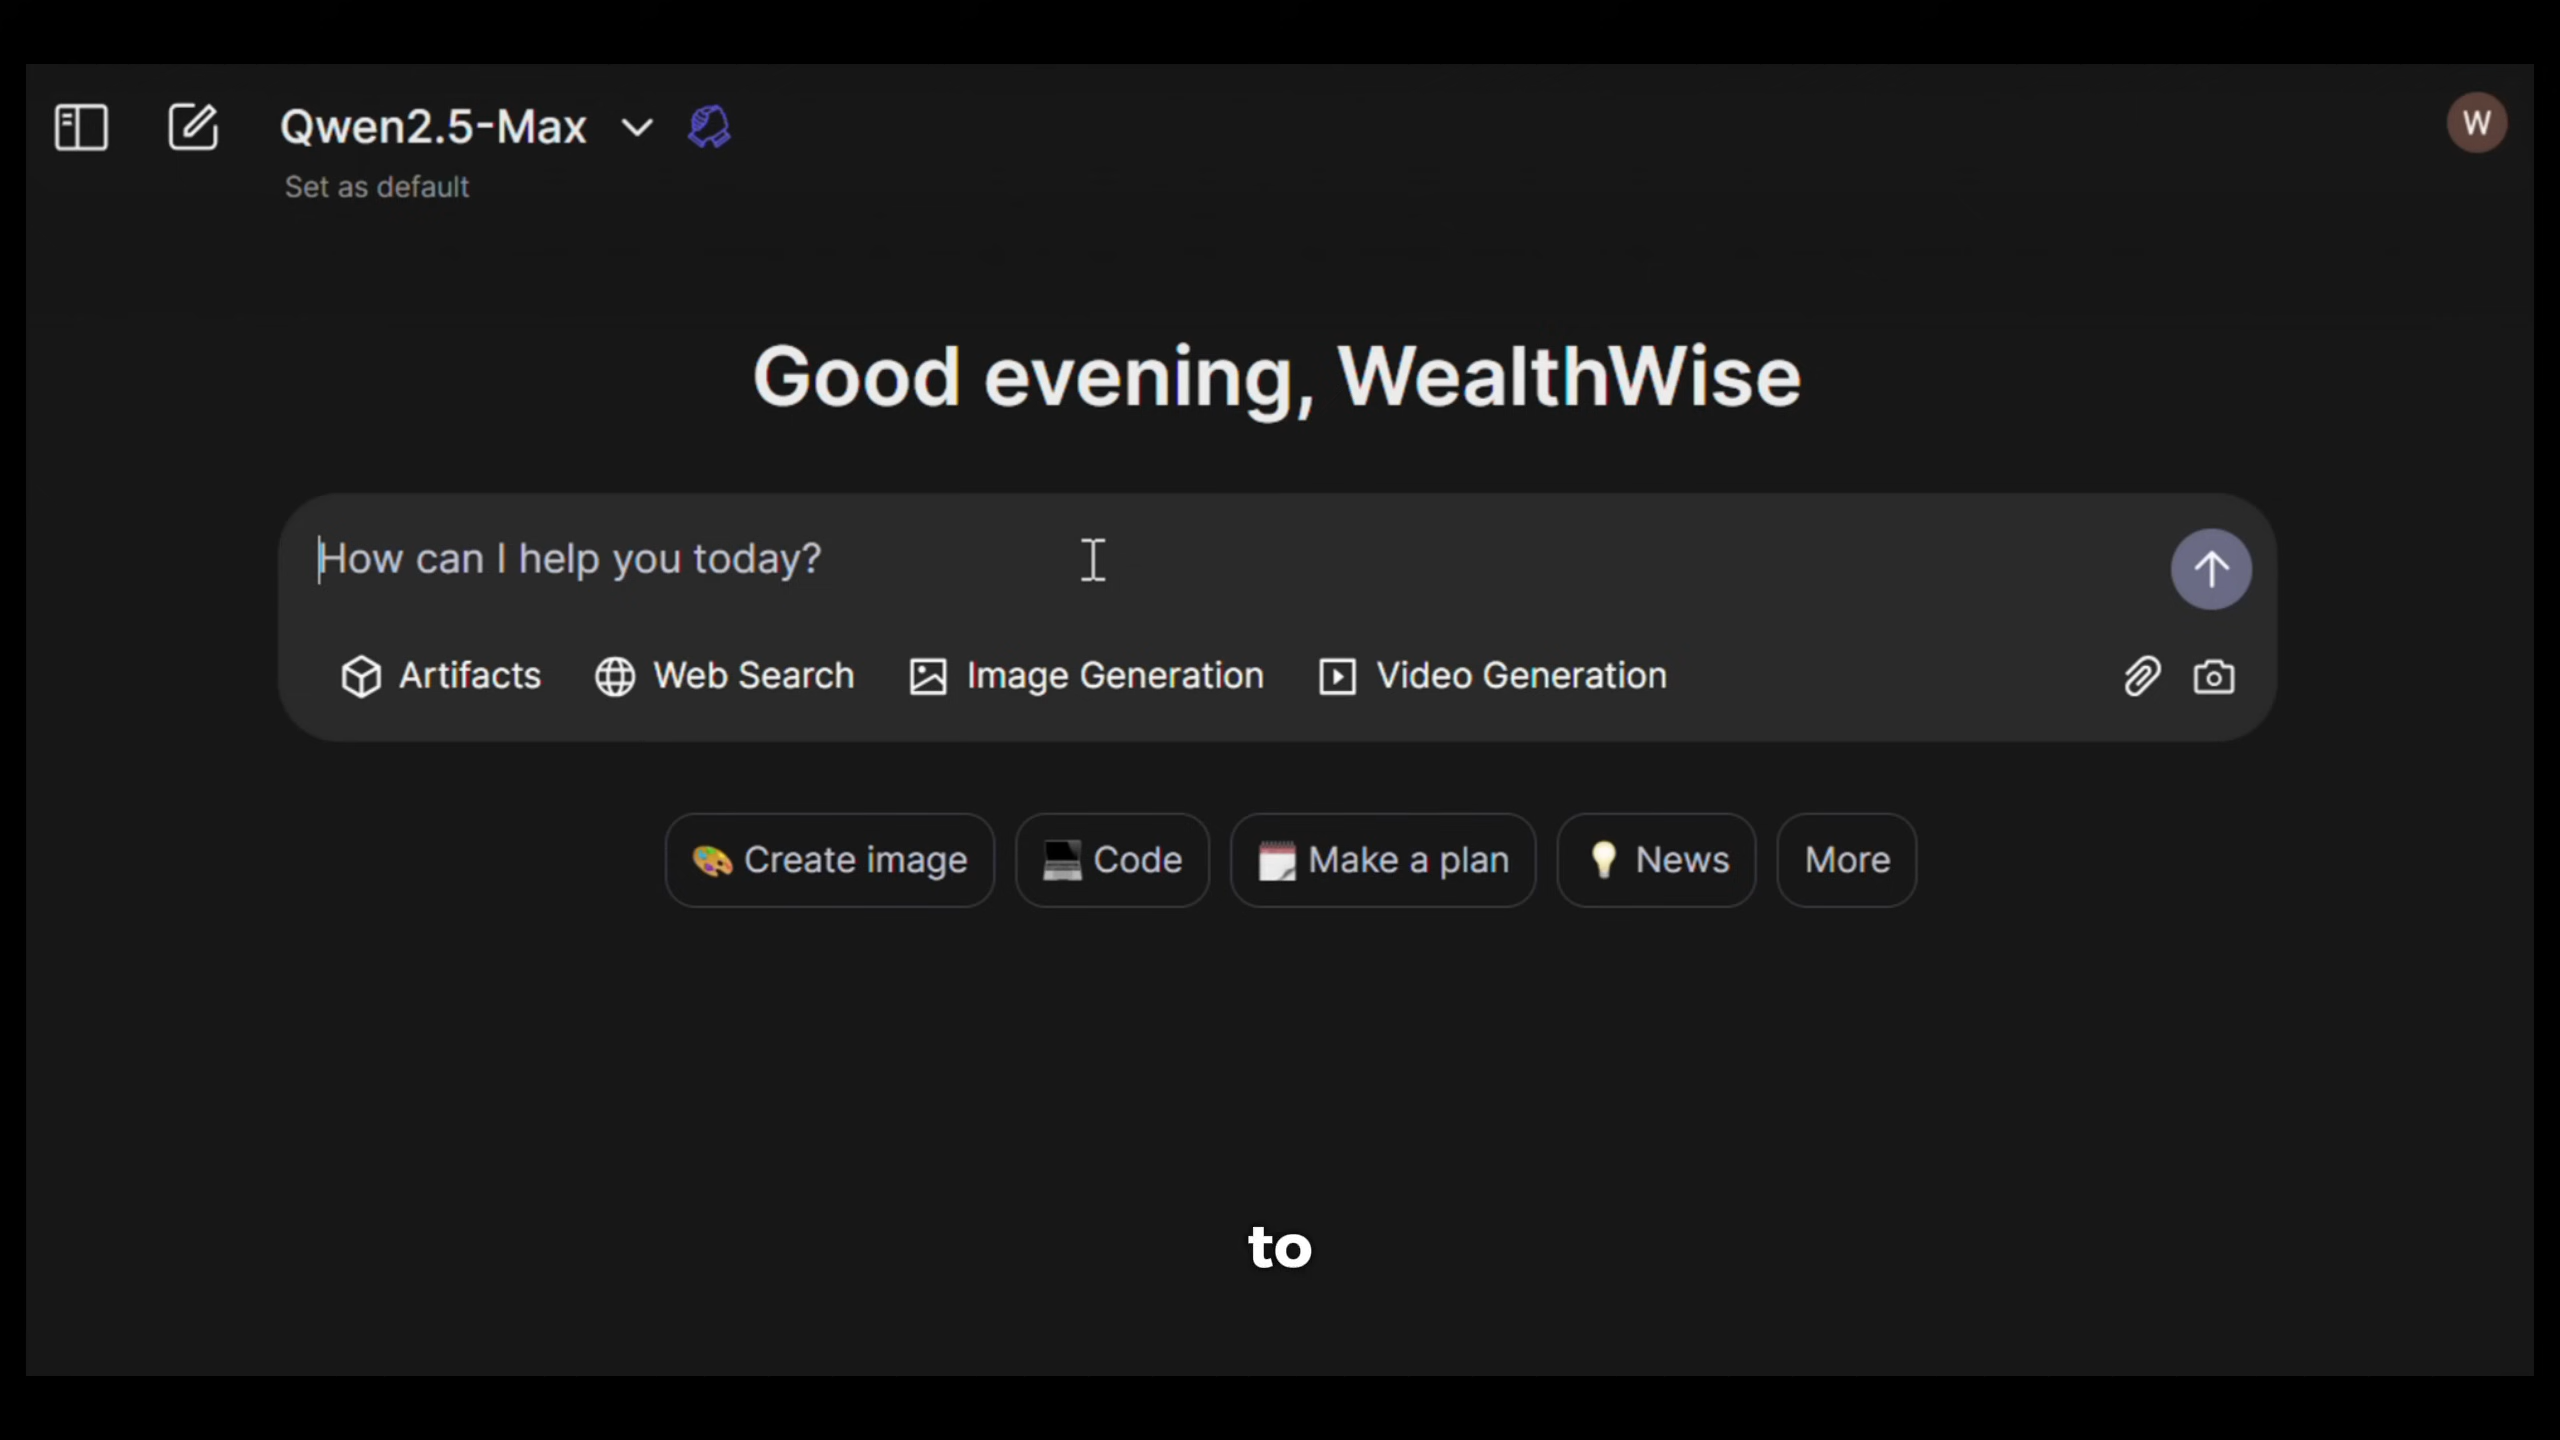 Qwen2.5-Max
Set as default
W
Good evening, WealthWise
How can I help you today?
Artifacts Web Search Image Generation Video Generation
Create image Code Make a plan News More
to